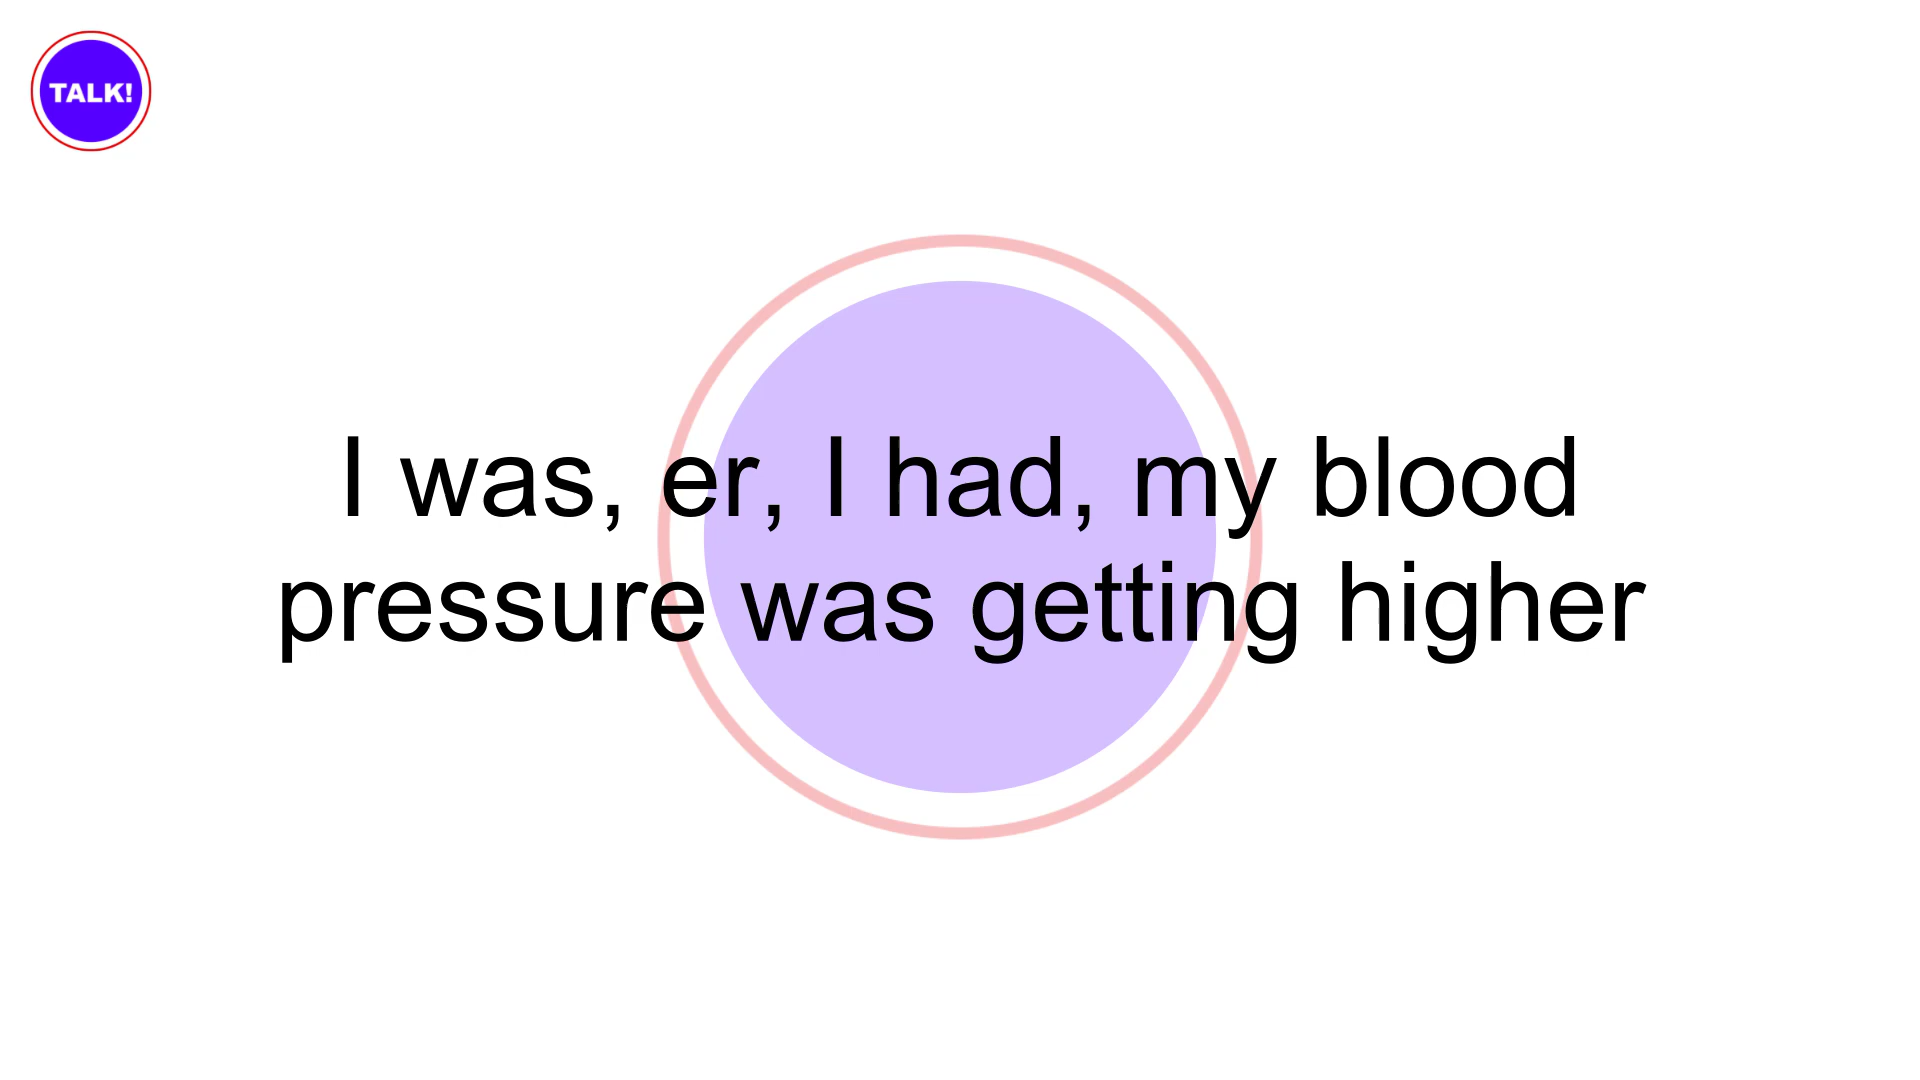 TALK!
I was, er, I had, my blood
pressure was getting higher